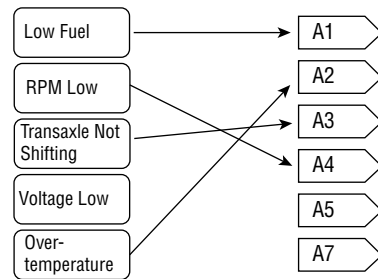 Low Fuel
RPM Low
Transaxle Not
Shifting
Voltage Low
Over-
temperature
A1
A2
A3
A4
A5
A7